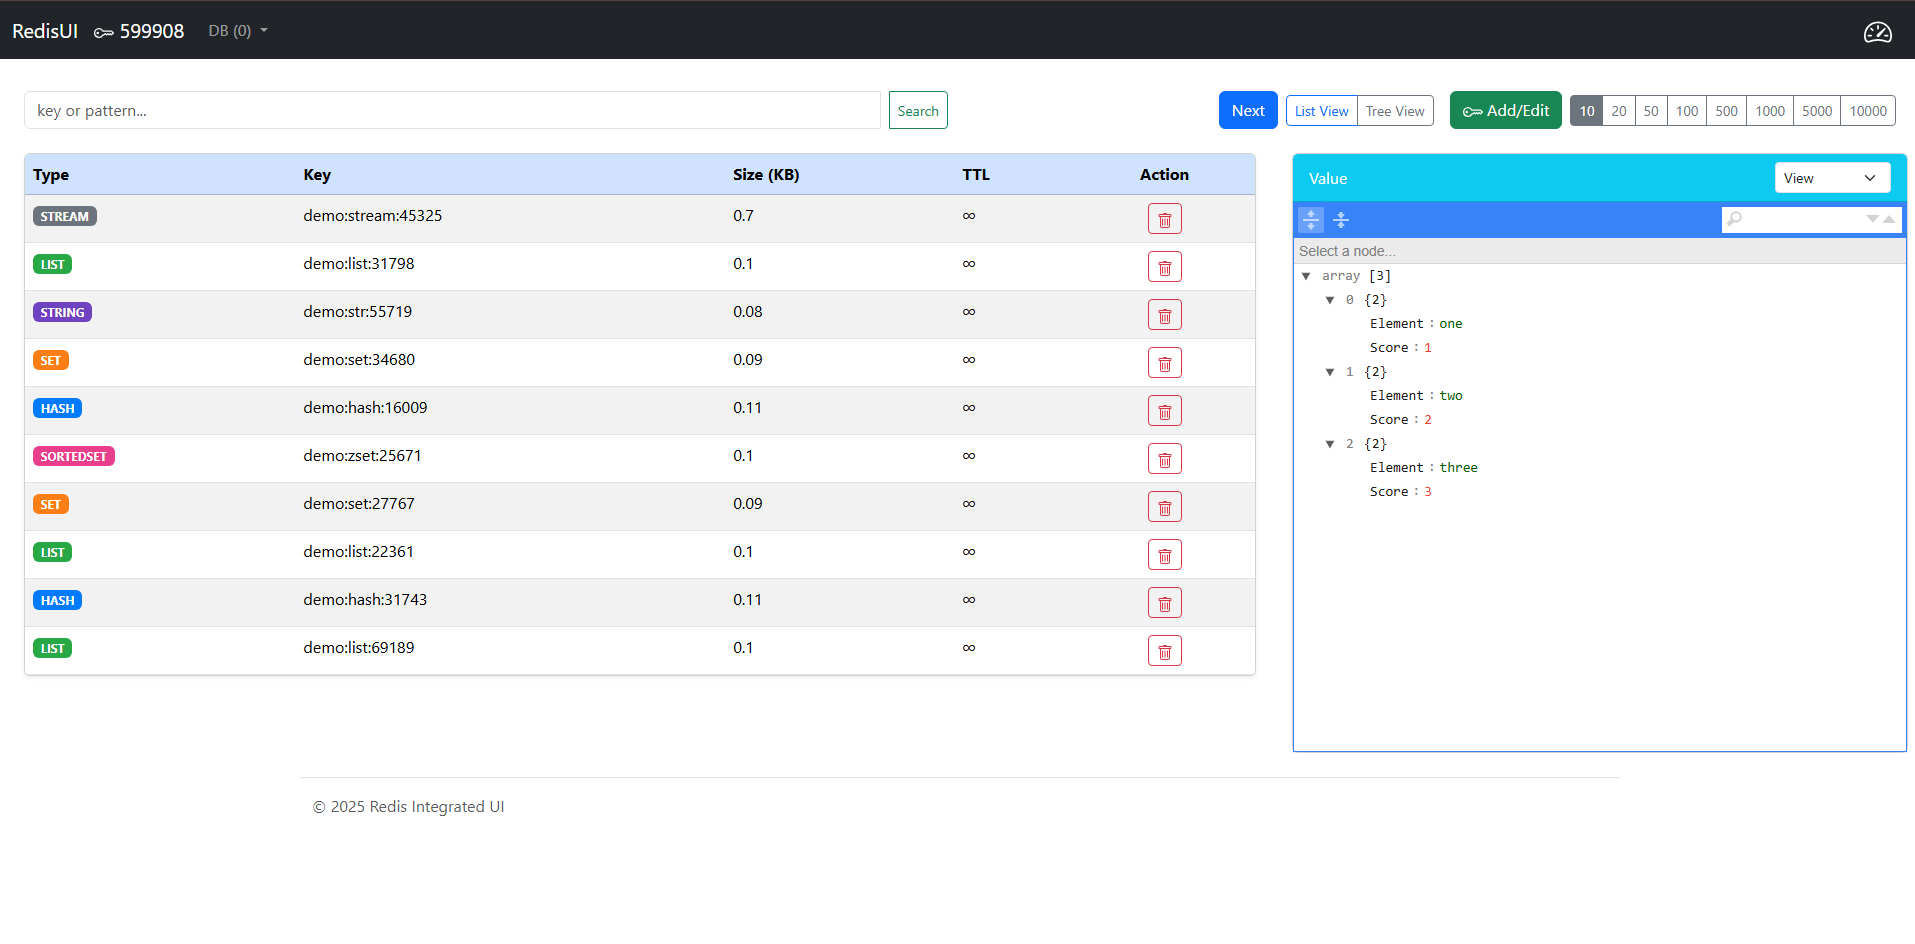 RedisUI 599908 DB (0)
key or pattern... Search Next List View Tree View Add/Edit 10 20 50 100 500 1000 5000 10000
Type Key Size (KB) TTL Action
STREAM demo:stream:45325 0.7 ∞
LIST demo:list:31798 0.1 ∞
STRING demo:str:55719 0.08 ∞
SET demo:set:34680 0.09 ∞
HASH demo:hash:16009 0.11 ∞
SORTEDSET demo:zset:25671 0.1 ∞
SET demo:set:27767 0.09 ∞
LIST demo:list:22361 0.1 ∞
HASH demo:hash:31743 0.11 ∞
LIST demo:list:69189 0.1 ∞
Value View
Select a node...
array [3]
0 {2}
Element : one
Score : 1
1 {2}
Element : two
Score : 2
2 {2}
Element : three
Score : 3
© 2025 Redis Integrated UI